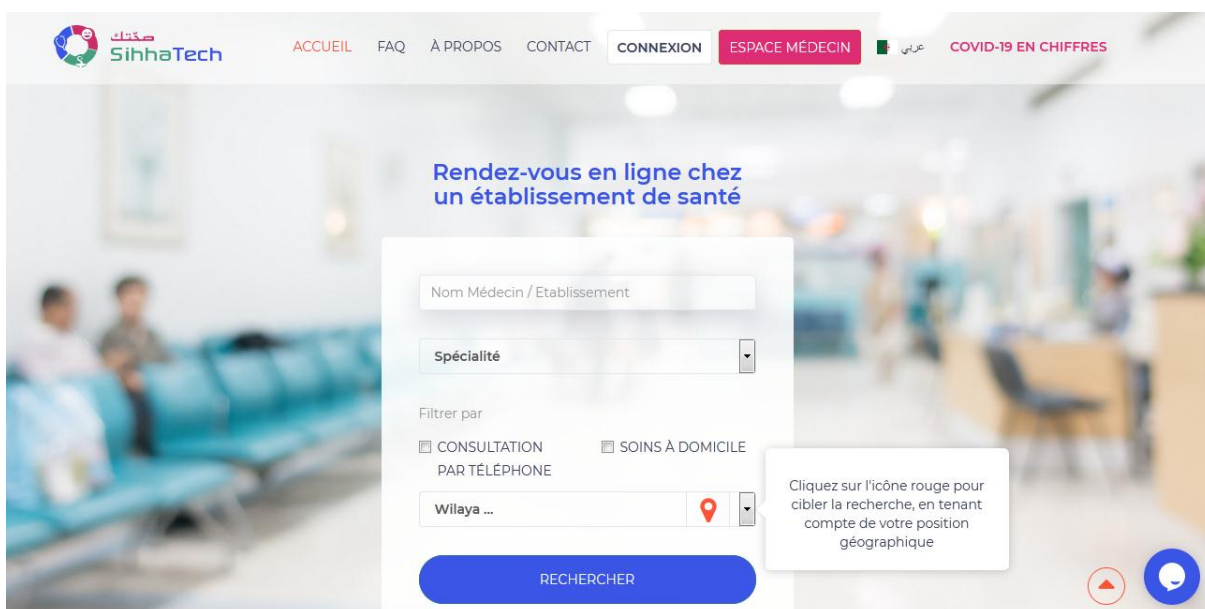 صحّتك
SihhaTech
ACCUEIL FAQ À PROPOS CONTACT CONNEXION ESPACE MÉDECIN عربي COVID-19 EN CHIFFRES
Rendez-vous en ligne chez
un établissement de santé
Nom Médecin / Etablissement
Spécialité
Filtrer par
CONSULTATION
PAR TÉLÉPHONE
SOINS À DOMICILE
Wilaya ...
Cliquez sur l'icône rouge pour
cibler la recherche, en tenant
compte de votre position
géographique
RECHERCHER